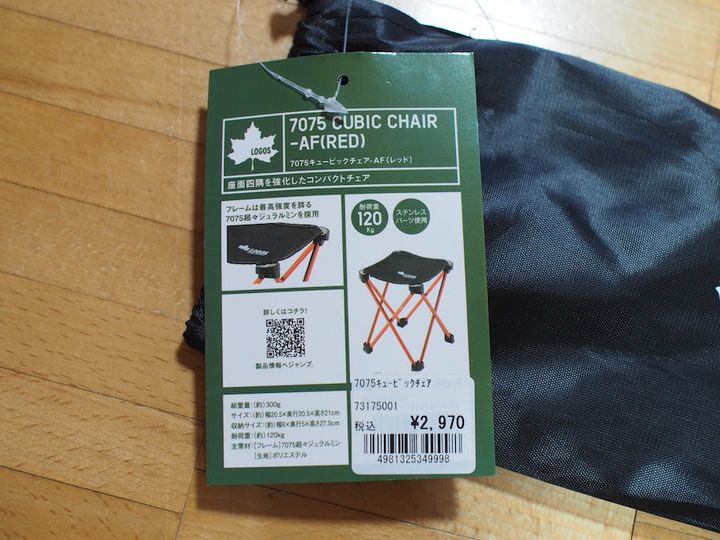 LOGOS
7075 CUBIC CHAIR
-AF(RED)
7075キュービックチェア-AF(レッド)
座面四隅を強化したコンパクトチェア
フレームは最高強度を誇る
7075超々ジュラルミンを採用
LOGOS
耐荷重
120
Kg
ステンレス
パーツ使用
詳しくはコチラ!
製品情報へジャンプ。
総重量:(約)300g
サイズ:(約)幅20.5×奥行20.5×高さ21cm
収納サイズ:(約)幅6×奥行5×高さ27.5cm
耐荷重:(約)120kg
主素材:[フレーム]7075超々ジュラルミン
[生地]ポリエステル
7075キュービックチェア
73175001
税込 ¥2,970
4981325349998